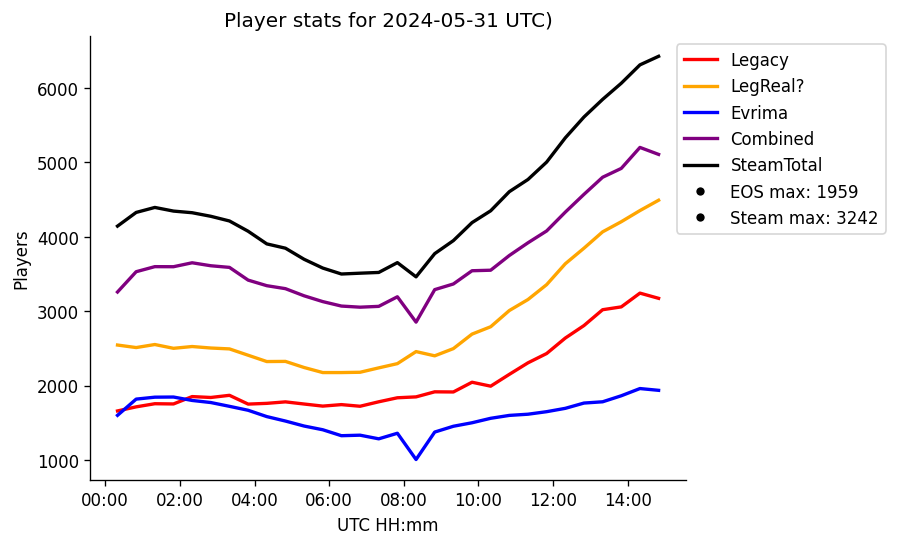 Player stats for 2024-05-31 UTC)
Legacy
LegReal?
Evrima
Combined
SteamTotal
EOS max: 1959
Steam max: 3242
Players
6000
5000
4000
3000
2000
1000
00:00 02:00 04:00 06:00 08:00 10:00 12:00 14:00
UTC HH:mm